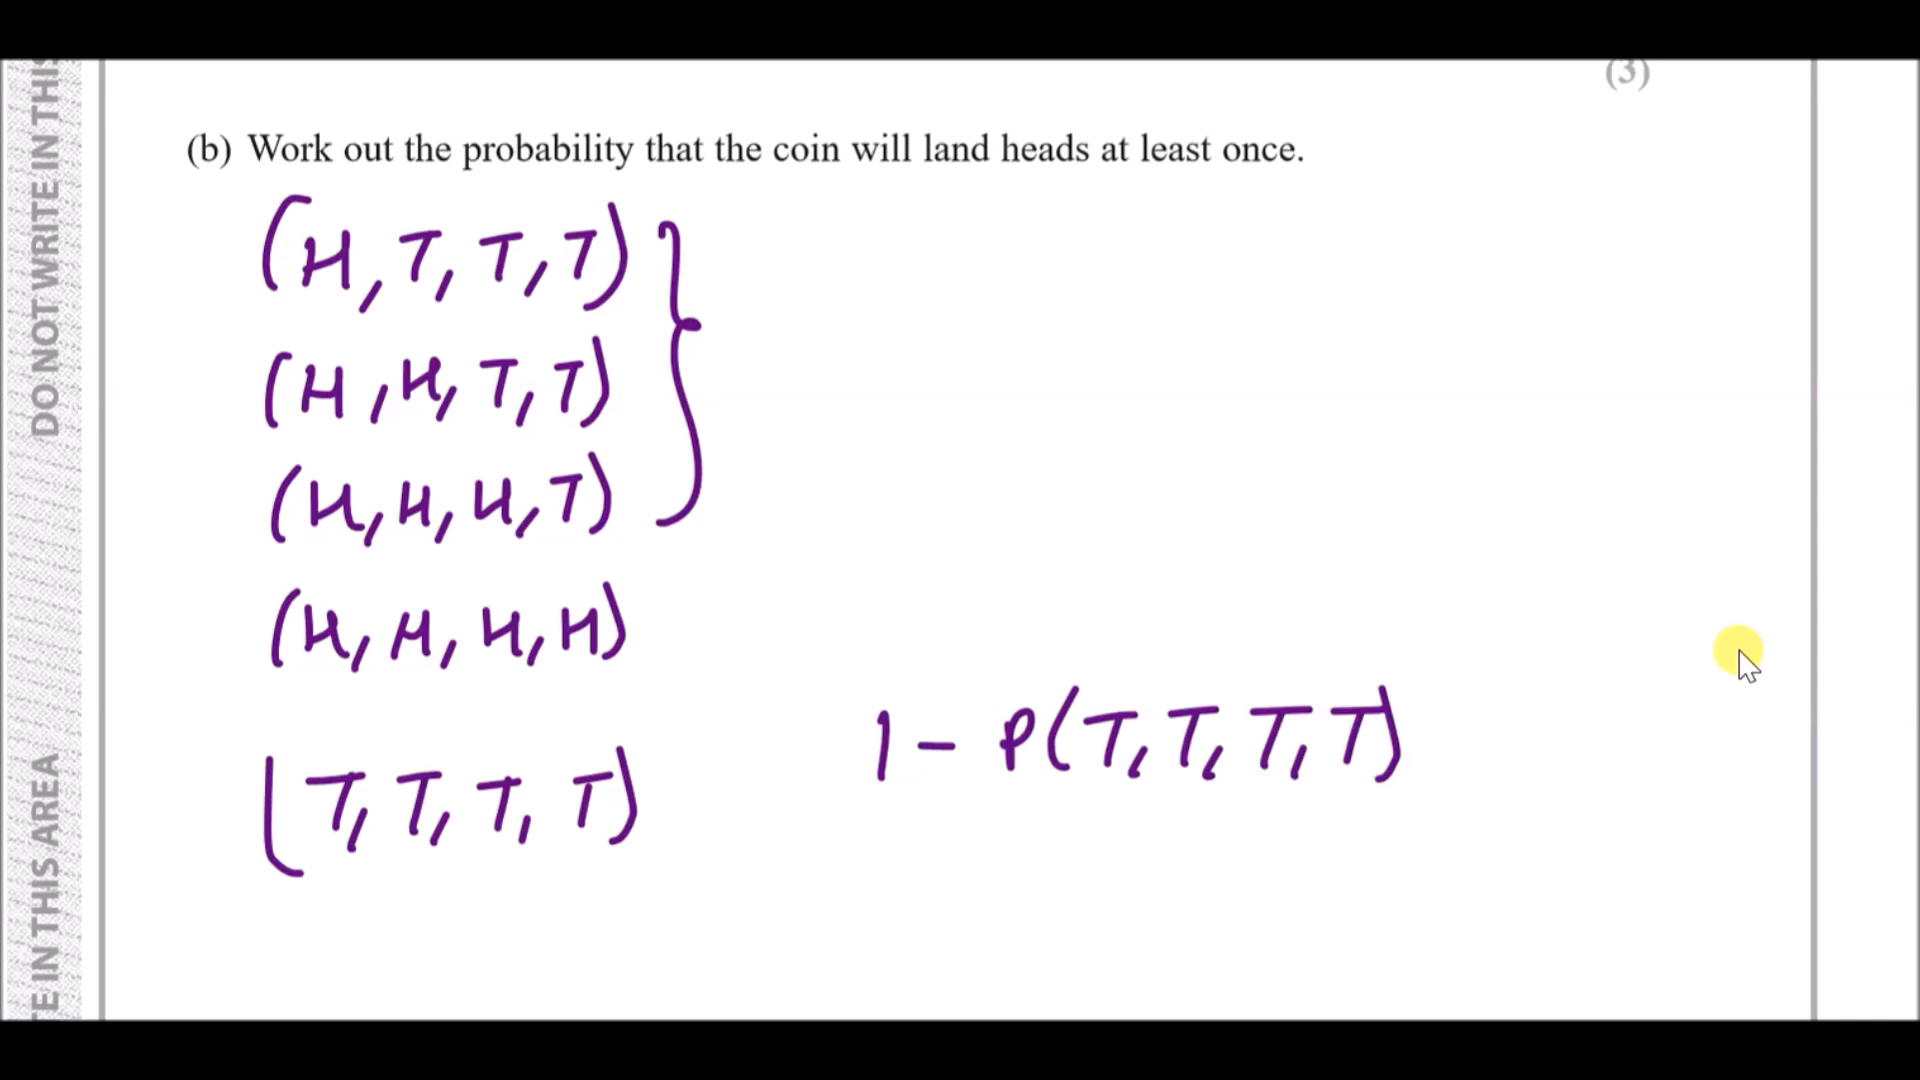 (3)
(b) Work out the probability that the coin will land heads at least once.
(H, T, T, T)
(H, H, T, T)
(H, H, H, T)
(H, H, H, H)
1 - P(T, T, T, T)
(T, T, T, T)
DO NOT WRITE IN THIS
TE IN THIS AREA